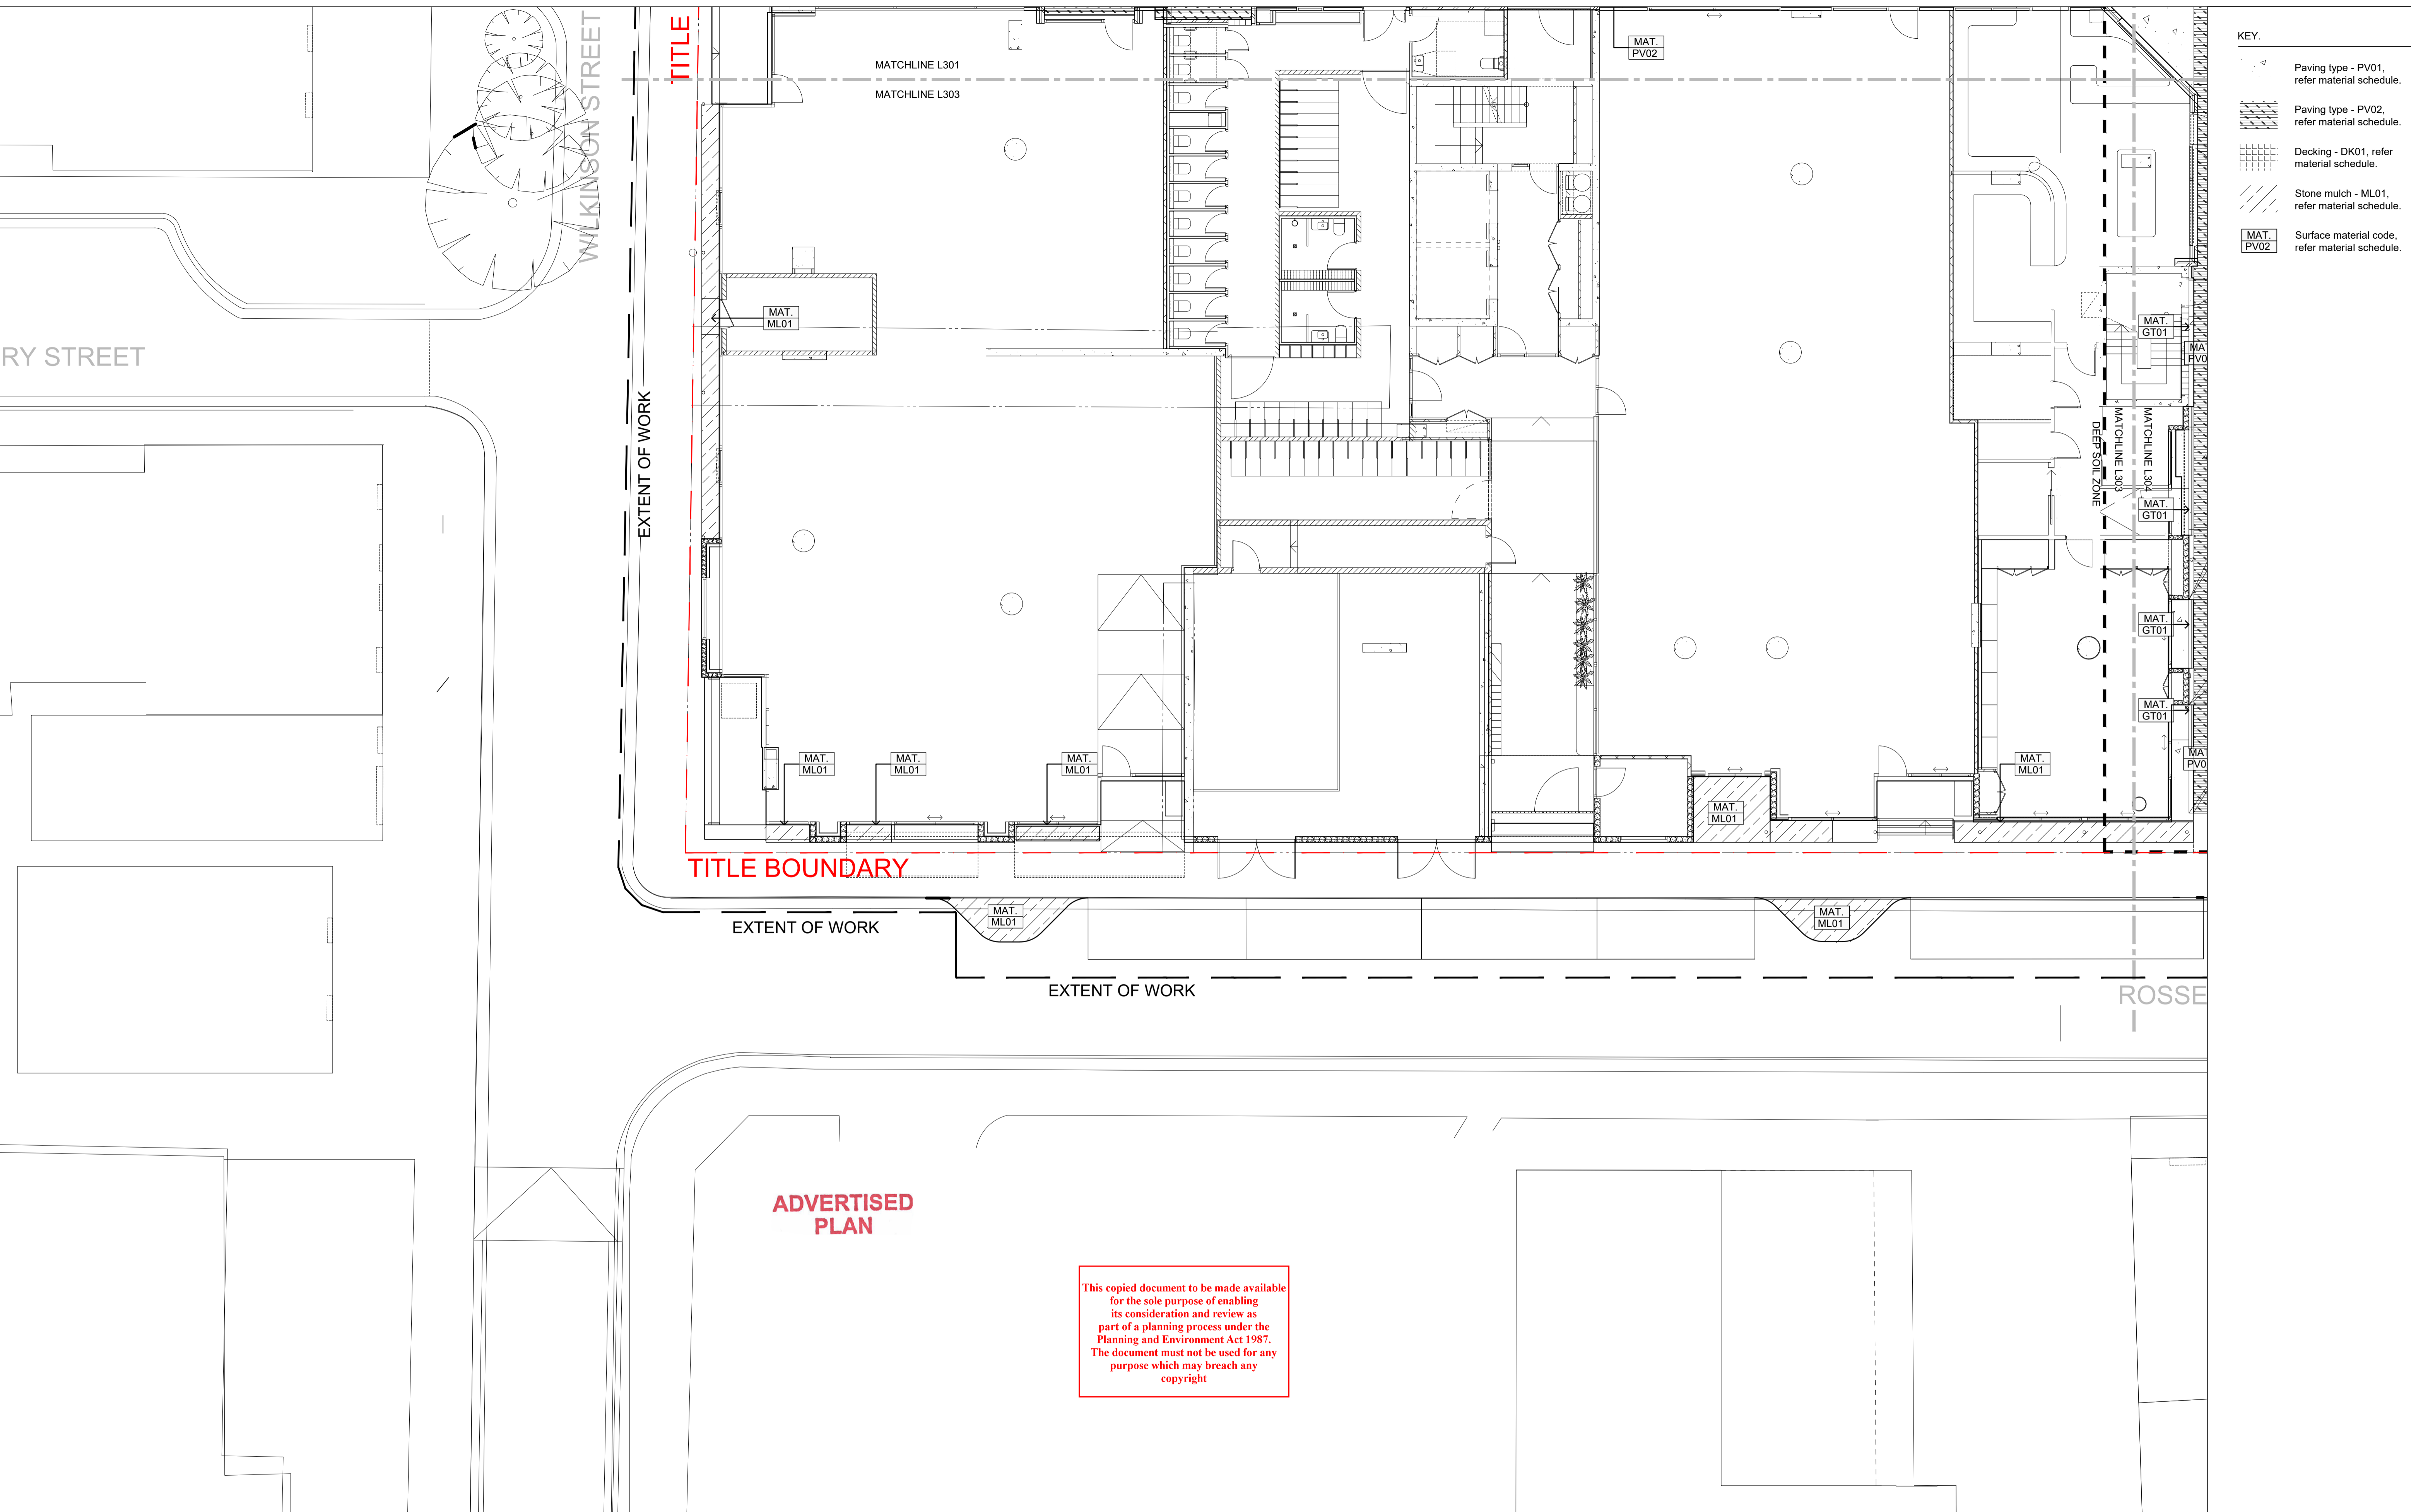 WILKINSON STREET
TITLE
MATCHLINE L301
MATCHLINE L303
MAT.
PV02
KEY.
Paving type - PV01,
refer material schedule.
Paving type - PV02,
refer material schedule.
Decking - DK01, refer
material schedule.
Stone mulch - ML01,
refer material schedule.
MAT.
PV02
Surface material code,
refer material schedule.
MAT.
ML01
MAT.
GT01
MAT
PV0
RY STREET
EXTENT OF WORK
DEEP SOIL ZONE
MATCHLINE L303
MATCHLINE L304
MAT.
GT01
MAT.
GT01
MAT.
GT01
MAT.
ML01
MAT.
ML01
MAT.
ML01
MAT.
ML01
MAT
PV0
MAT.
ML01
TITLE BOUNDARY
MAT.
ML01
MAT.
ML01
EXTENT OF WORK
EXTENT OF WORK
ROSSE
ADVERTISED
PLAN
This copied document to be made available
for the sole purpose of enabling
its consideration and review as
part of a planning process under the
Planning and Environment Act 1987.
The document must not be used for any
purpose which may breach any
copyright